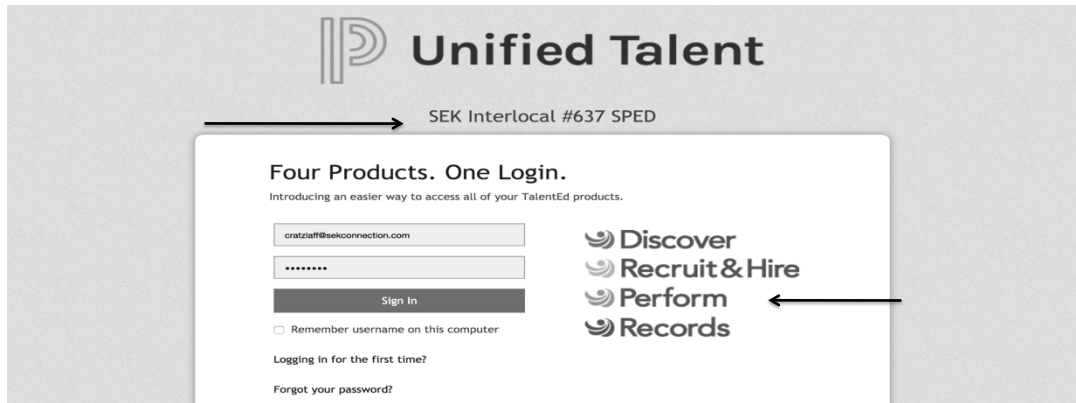 Unified Talent
SEK Interlocal #637 SPED
Four Products. One Login.
Introducing an easier way to access all of your TalentEd products.
cratzlaff@sekconnection.com
••••••••
Sign In
Remember username on this computer
Logging in for the first time?
Forgot your password?
Discover
Recruit & Hire
Perform
Records